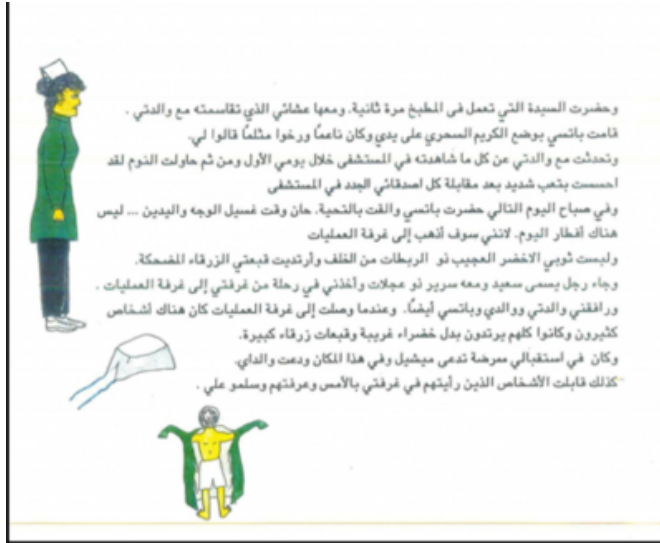 وحضرت السيدة التي تعمل في المطبخ مرة ثانية. ومعها عشائي الذي تقاسمته مع والدتي .
قامت باتسي بوضع الكريم السحري على يدي وكان ناعماً ورخوا مثلماً قالوا لي.
وتحدثت مع والدتي عن كل ما شاهدته في المستشفى خلال يومي الأول ومن ثم حاولت النوم لقد
احسست بتعب شديد بعد مقابلة كل اصدقائي الجدد في المستشفى
وفي صباح اليوم التالي حضرت باتسي والقت بالتحية. حان وقت غسيل الوجه واليدين ... ليس
هناك أفطار اليوم. لانني سوف أذهب إلى غرفة العمليات
ولبست ثوبي الاخضر العجيب ذو الربطات من الخلف وأرتديت قبعتي الزرقاء المضحكة.
وجاء رجل يسمى سعيد ومعه سرير ذو عجلات وأخذني في رحلة من غرفتي إلى غرفة العمليات .
ورافقتني والدتي ووالدي وباتسي أيضاً. وعندما وصلت إلى غرفة العمليات كان هناك أشخاص
كثيرون وكانوا كلهم يرتدون بدل خضراء غريبة وقبعات زرقاء كبيرة.
وكان في استقبالي ممرضة تدعى ميشيل وفي هذا المكان ودعت والداي.
كذلك قابلت الأشخاص الذين رأيتهم في غرفتي بالأمس وعرفتهم وسلمو علي .